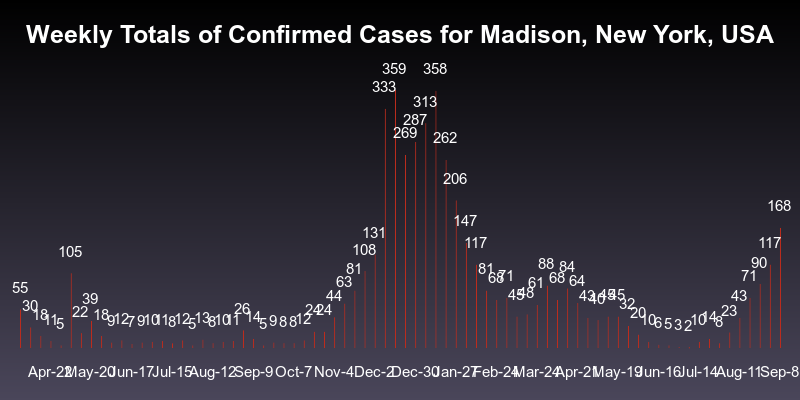 Weekly Totals of Confirmed Cases for Madison, New York, USA
55 30 18 11 5 105 22 39 18 9 12 7 9 10 11 8 12 5 13 8 10 11 26 14 5 9 8 8 12 24 24 44 63 81 108 131 333 359 269 287 313 358 262 206 147 117 81 68 71 45 48 61 88 68 84 64 43 40 45 45 32 20 10 6 5 3 2 10 14 8 23 43 71 90 117 168
Apr-22 May-20 Jun-17 Jul-15 Aug-12 Sep-9 Oct-7 Nov-4 Dec-2 Dec-30 Jan-27 Feb-24 Mar-24 Apr-21 May-19 Jun-16 Jul-14 Aug-11 Sep-8